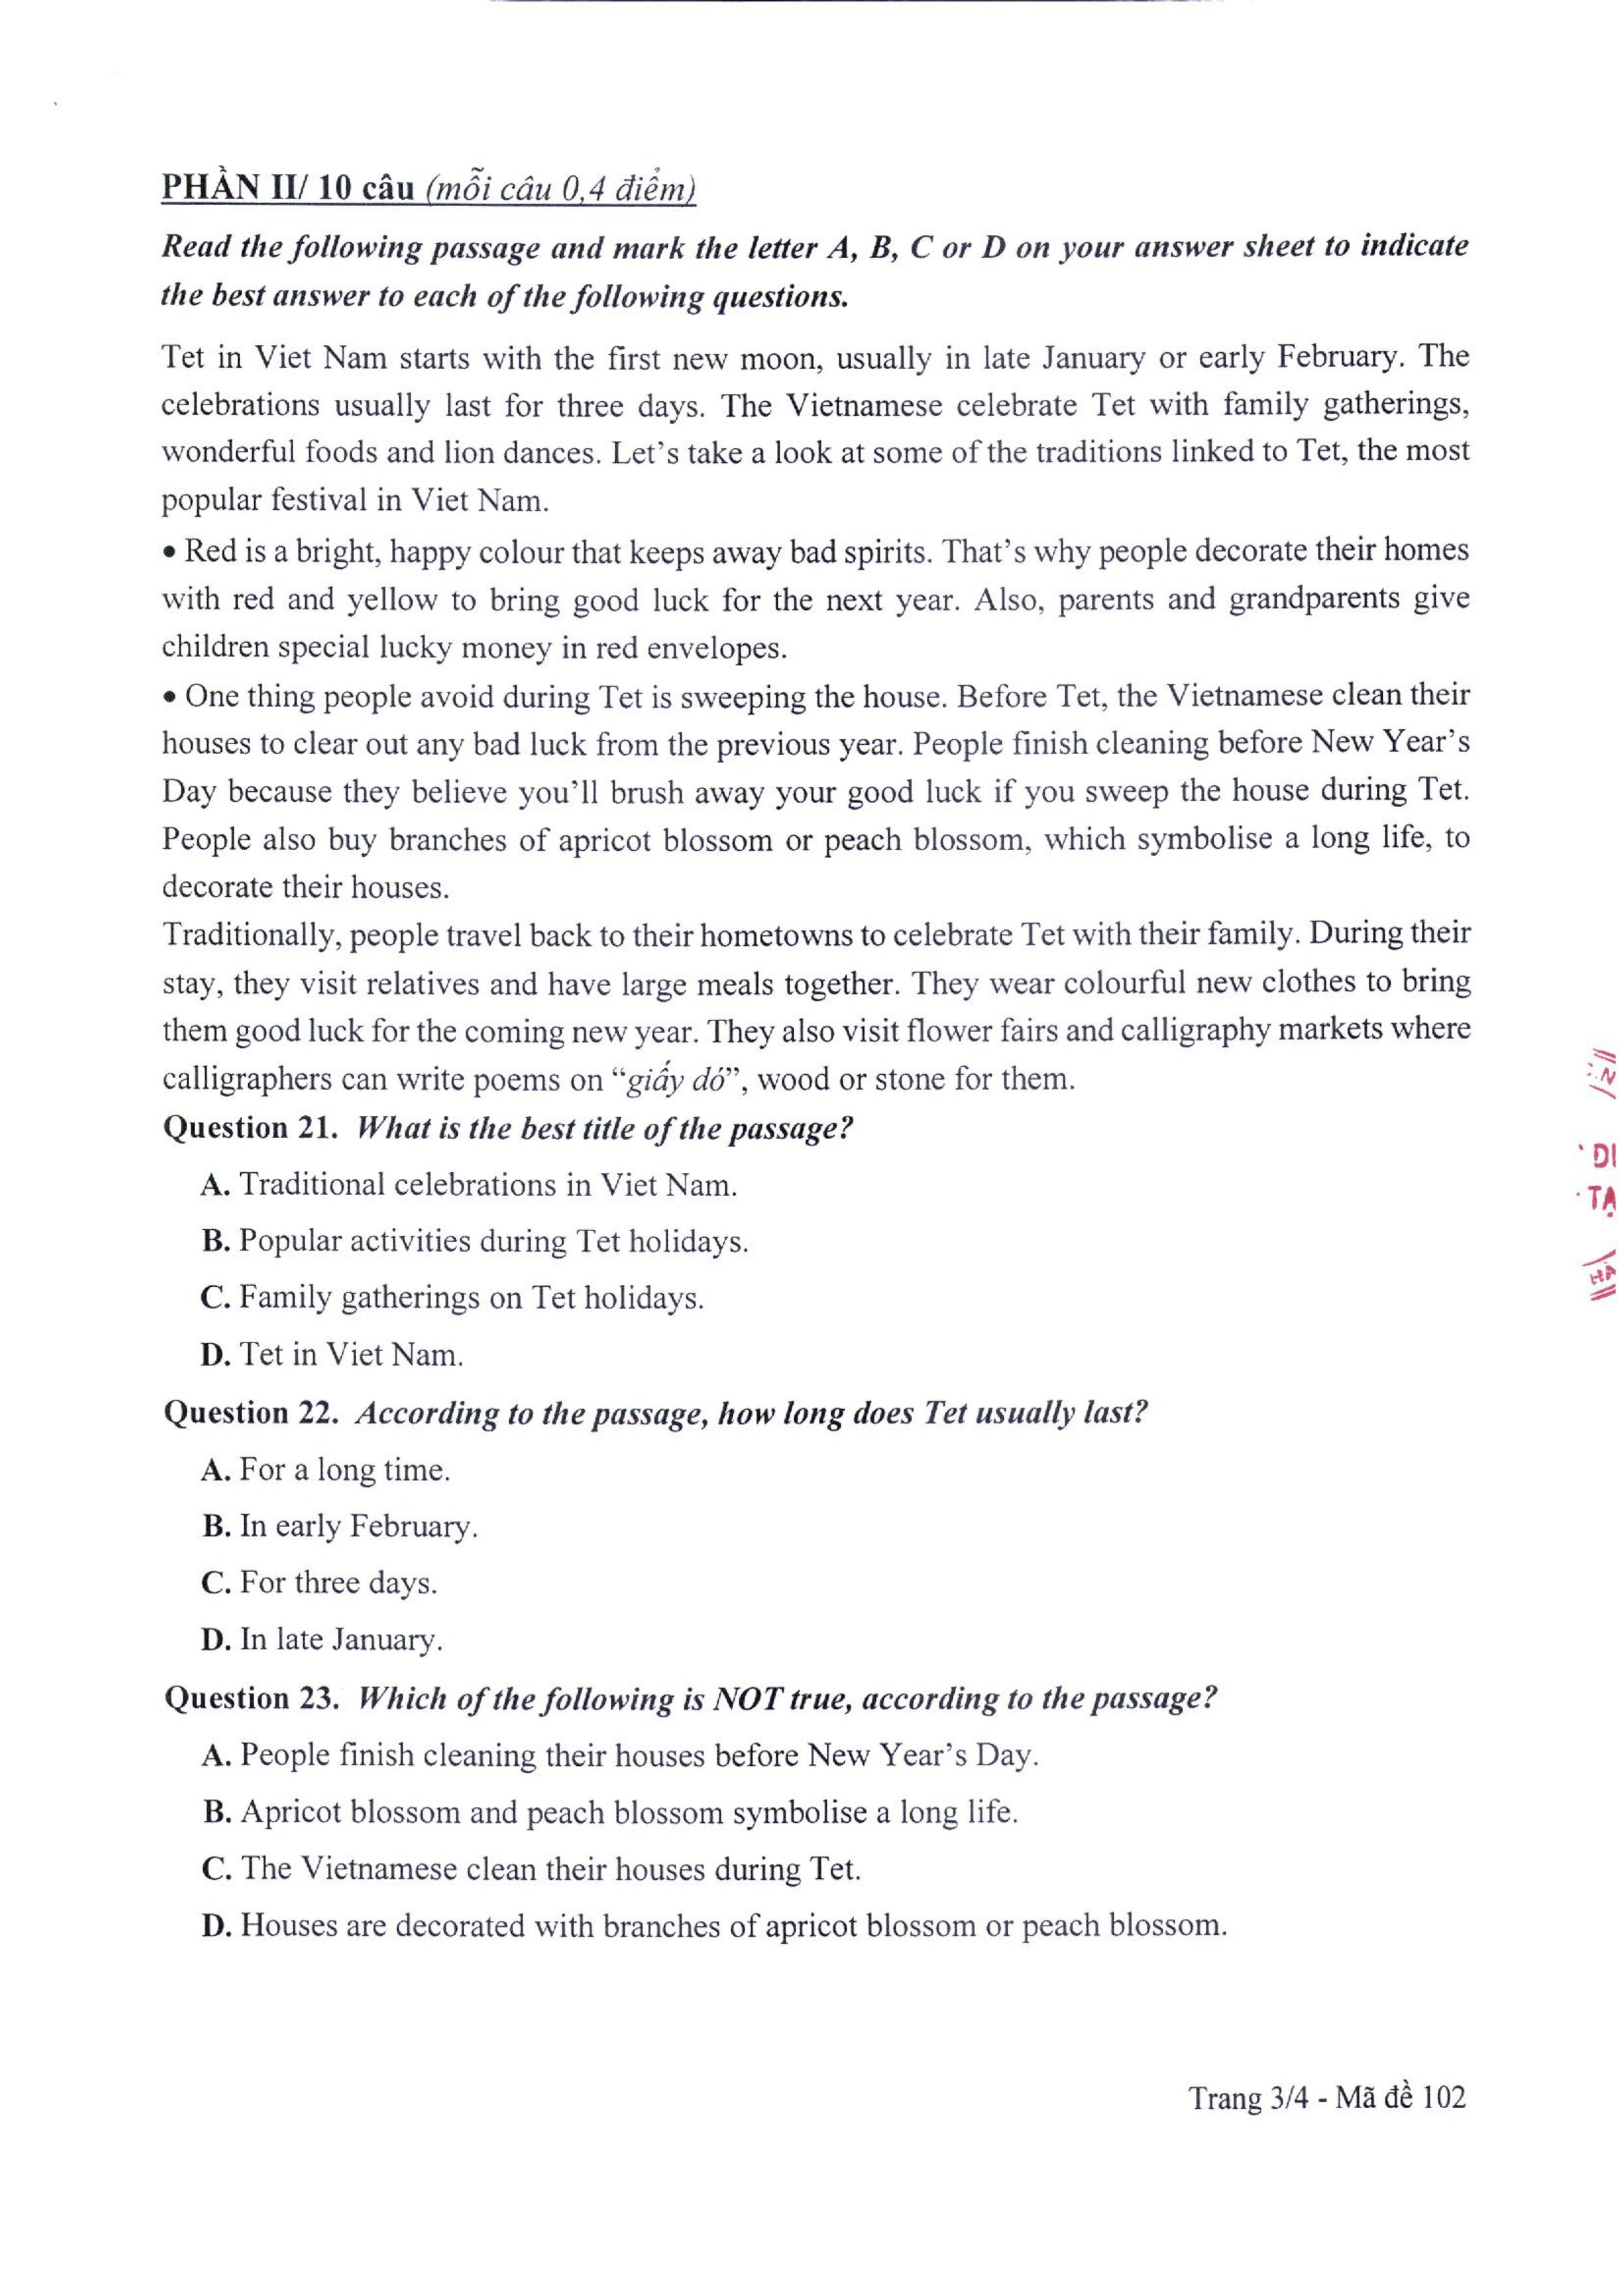 PHẦN II/ 10 câu (mỗi câu 0,4 điểm)
Read the following passage and mark the letter A, B, C or D on your answer sheet to indicate
the best answer to each of the following questions.
Tet in Viet Nam starts with the first new moon, usually in late January or early February. The
celebrations usually last for three days. The Vietnamese celebrate Tet with family gatherings,
wonderful foods and lion dances. Let's take a look at some of the traditions linked to Tet, the most
popular festival in Viet Nam.
• Red is a bright, happy colour that keeps away bad spirits. That's why people decorate their homes
with red and yellow to bring good luck for the next year. Also, parents and grandparents give
children special lucky money in red envelopes.
• One thing people avoid during Tet is sweeping the house. Before Tet, the Vietnamese clean their
houses to clear out any bad luck from the previous year. People finish cleaning before New Year's
Day because they believe you'll brush away your good luck if you sweep the house during Tet.
People also buy branches of apricot blossom or peach blossom, which symbolise a long life, to
decorate their houses.
Traditionally, people travel back to their hometowns to celebrate Tet with their family. During their
stay, they visit relatives and have large meals together. They wear colourful new clothes to bring
them good luck for the coming new year. They also visit flower fairs and calligraphy markets where
calligraphers can write poems on “giấy dó”, wood or stone for them.
Question 21. What is the best title of the passage?
A. Traditional celebrations in Viet Nam.
B. Popular activities during Tet holidays.
C. Family gatherings on Tet holidays.
D. Tet in Viet Nam.
Question 22. According to the passage, how long does Tet usually last?
A. For a long time.
B. In early February.
C. For three days.
D. In late January.
Question 23. Which of the following is NOT true, according to the passage?
A. People finish cleaning their houses before New Year's Day.
B. Apricot blossom and peach blossom symbolise a long life.
C. The Vietnamese clean their houses during Tet.
D. Houses are decorated with branches of apricot blossom or peach blossom.
DI
TẠ
Trang 3/4 - Mã đề 102